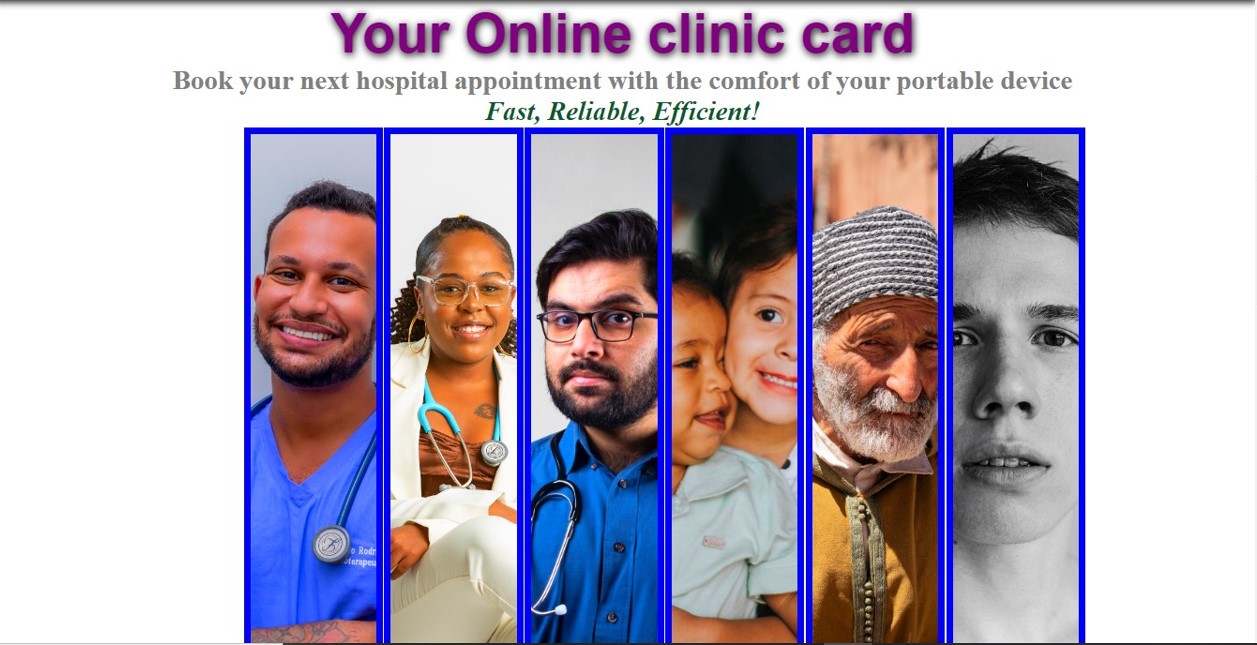 Your Online clinic card
Book your next hospital appointment with the comfort of your portable device
Fast, Reliable, Efficient!
o Rodr